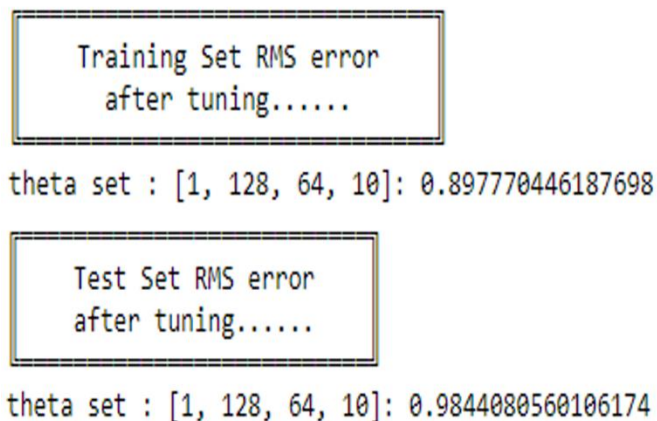 Training Set RMS error
after tuning......
theta set : [1, 128, 64, 10]: 0.897770446187698
Test Set RMS error
after tuning......
theta set : [1, 128, 64, 10]: 0.9844080560106174